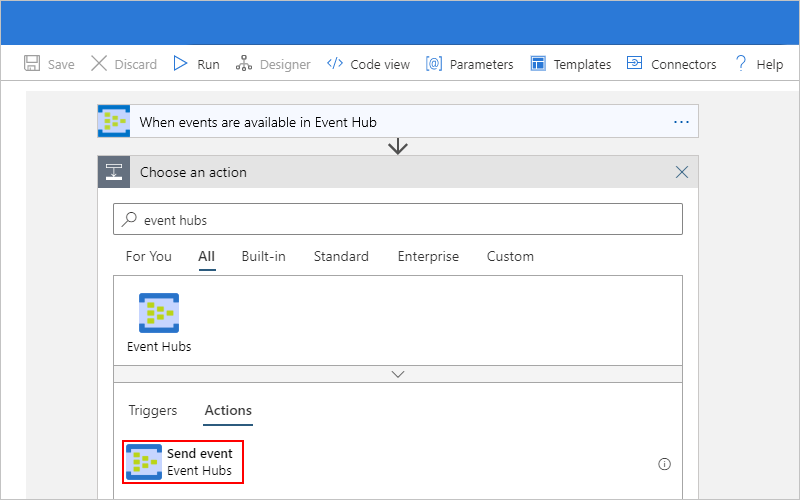 Save Discard Run Designer </> Code view [@] Parameters Templates Connectors ? Help
When events are available in Event Hub ...
Choose an action
event hubs
For You All Built-in Standard Enterprise Custom
Event Hubs
Triggers Actions
Send event
Event Hubs